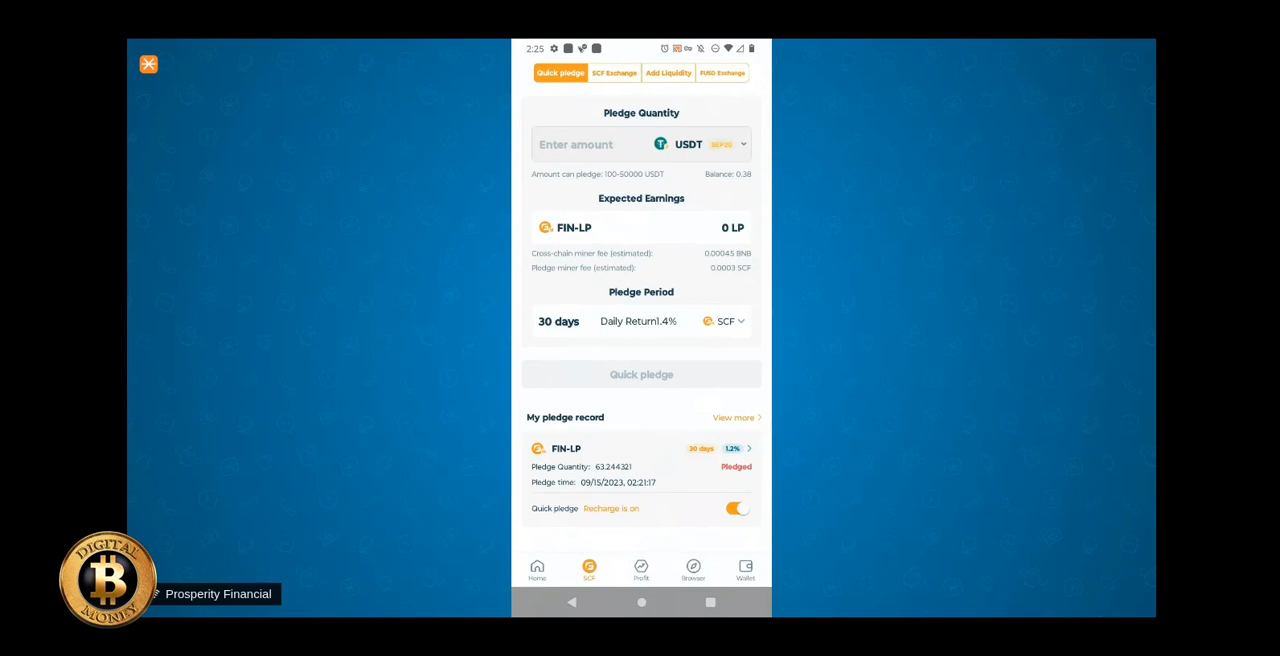 2:25
Quick pledge
SCF Exchange
Add Liquidity
FUSD Exchange
Pledge Quantity
Enter amount
USDT BEP20
Amount can pledge: 100-50000 USDT
Balance: 0.38
Expected Earnings
FIN-LP
0 LP
Cross-chain miner fee (estimated):
0.00045 BNB
Pledge miner fee (estimated):
0.0003 SCF
Pledge Period
30 days
Daily Return1.4%
SCF
Quick pledge
My pledge record
View more
FIN-LP
30 days
1.2%
Pledge Quantity: 63.244321
Pledged
Pledge time: 09/15/2023, 02:21:17
Quick pledge Recharge is on
Home
SCF
Profit
Browser
Wallet
DIGITAL
MONEY
Prosperity Financial